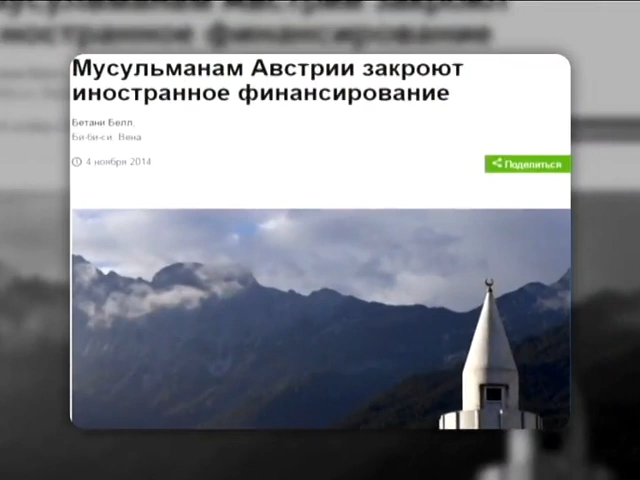 Мусульманам Австрии закроют
иностранное финансирование
Бетани Белл,
Би-би-си, Вена
4 ноября 2014
Поделиться